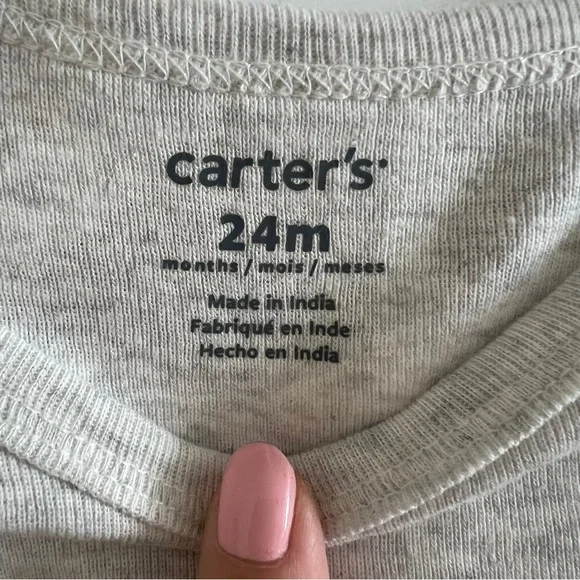 carter's
24m
months / mois / meses
Made in India
Fabriqué en Inde
Hecho en India